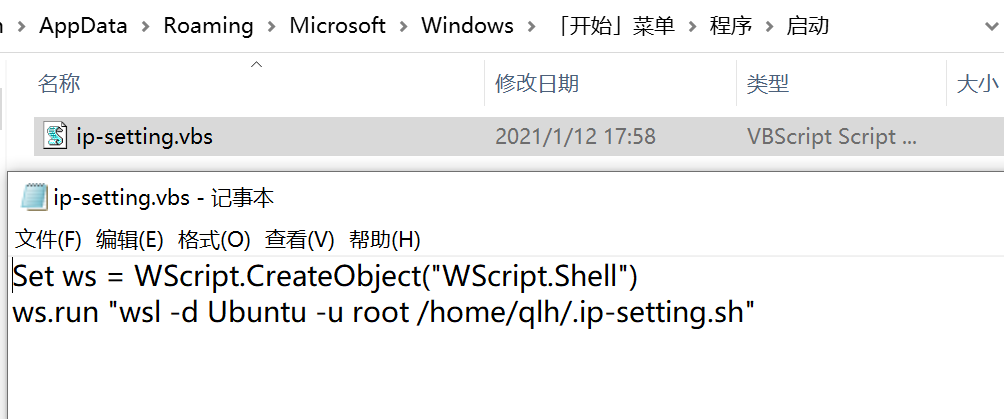 AppData > Roaming > Microsoft > Windows > 「开始」菜单 > 程序 > 启动
名称 修改日期 类型 大小
ip-setting.vbs 2021/1/12 17:58 VBScript Script ...
ip-setting.vbs - 记事本
文件(F) 编辑(E) 格式(O) 查看(V) 帮助(H)
Set ws = WScript.CreateObject("WScript.Shell")
ws.run "wsl -d Ubuntu -u root /home/qlh/.ip-setting.sh"